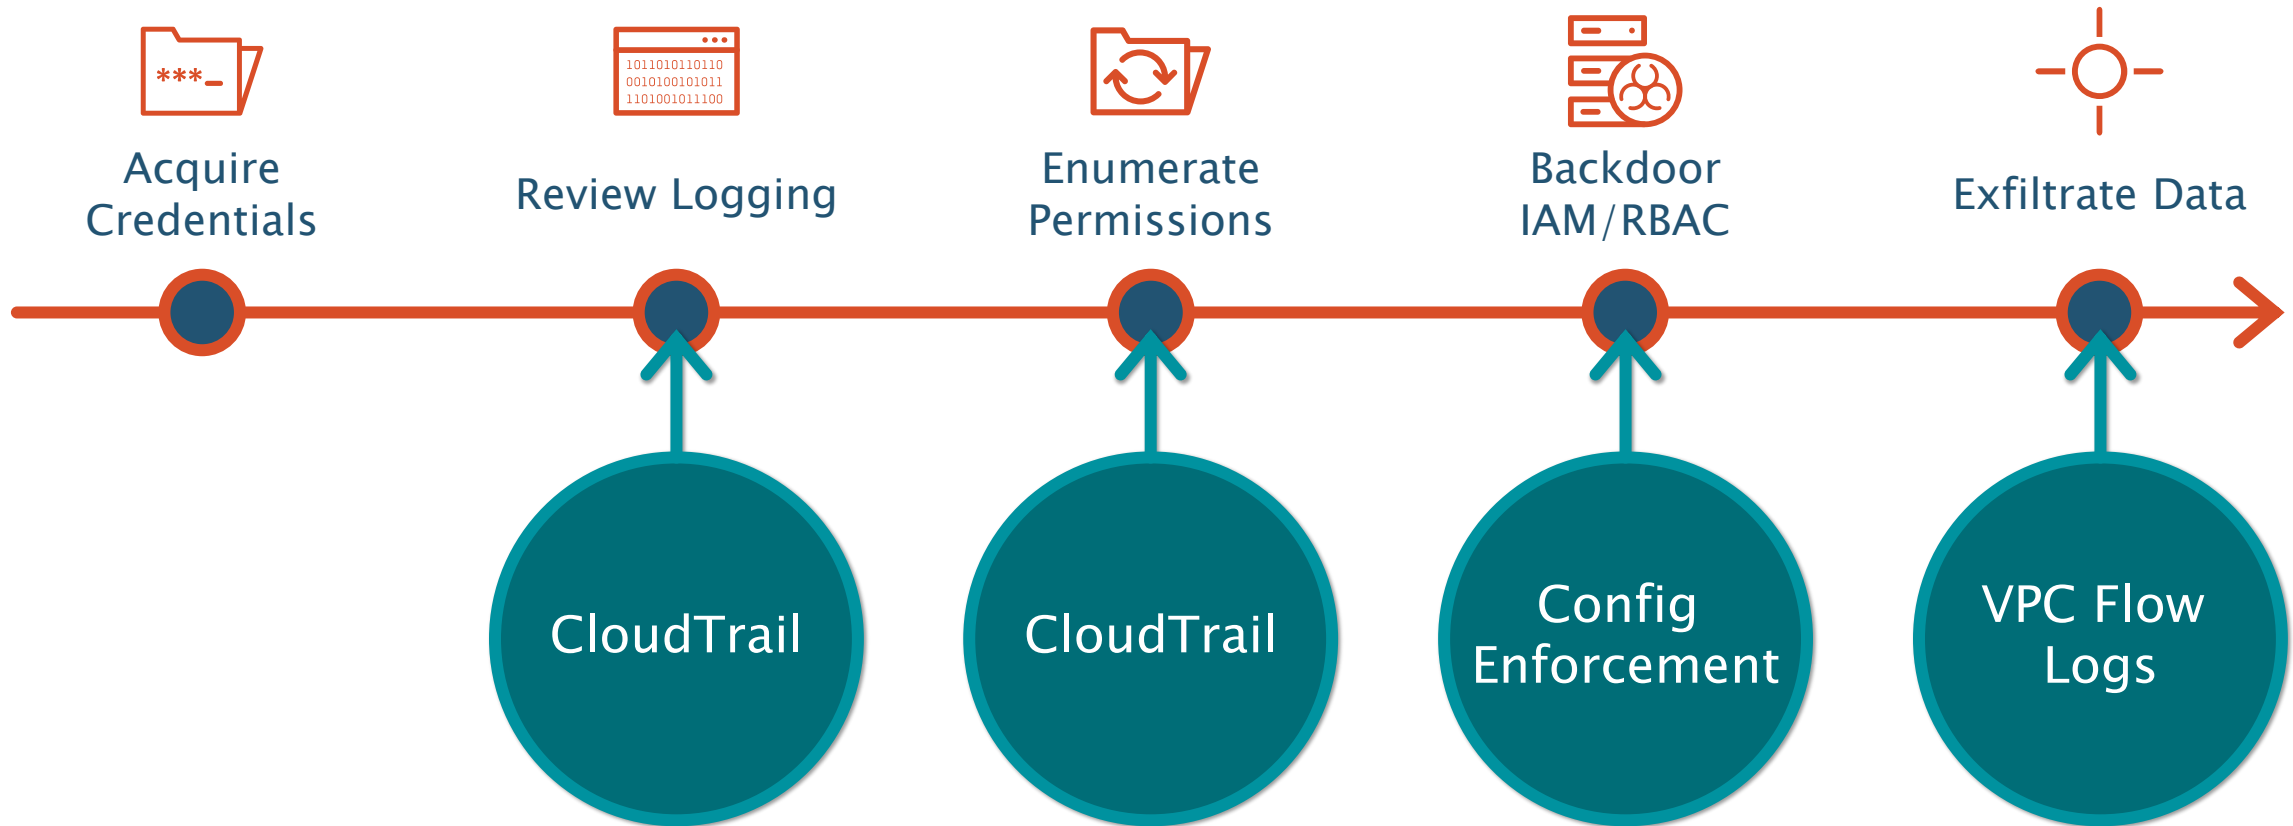 ***_
1011010110110
0010100101011
1101001011100
Acquire
Credentials
Review Logging
Enumerate
Permissions
Backdoor
IAM/RBAC
Exfiltrate Data
CloudTrail
CloudTrail
Config
Enforcement
VPC Flow
Logs